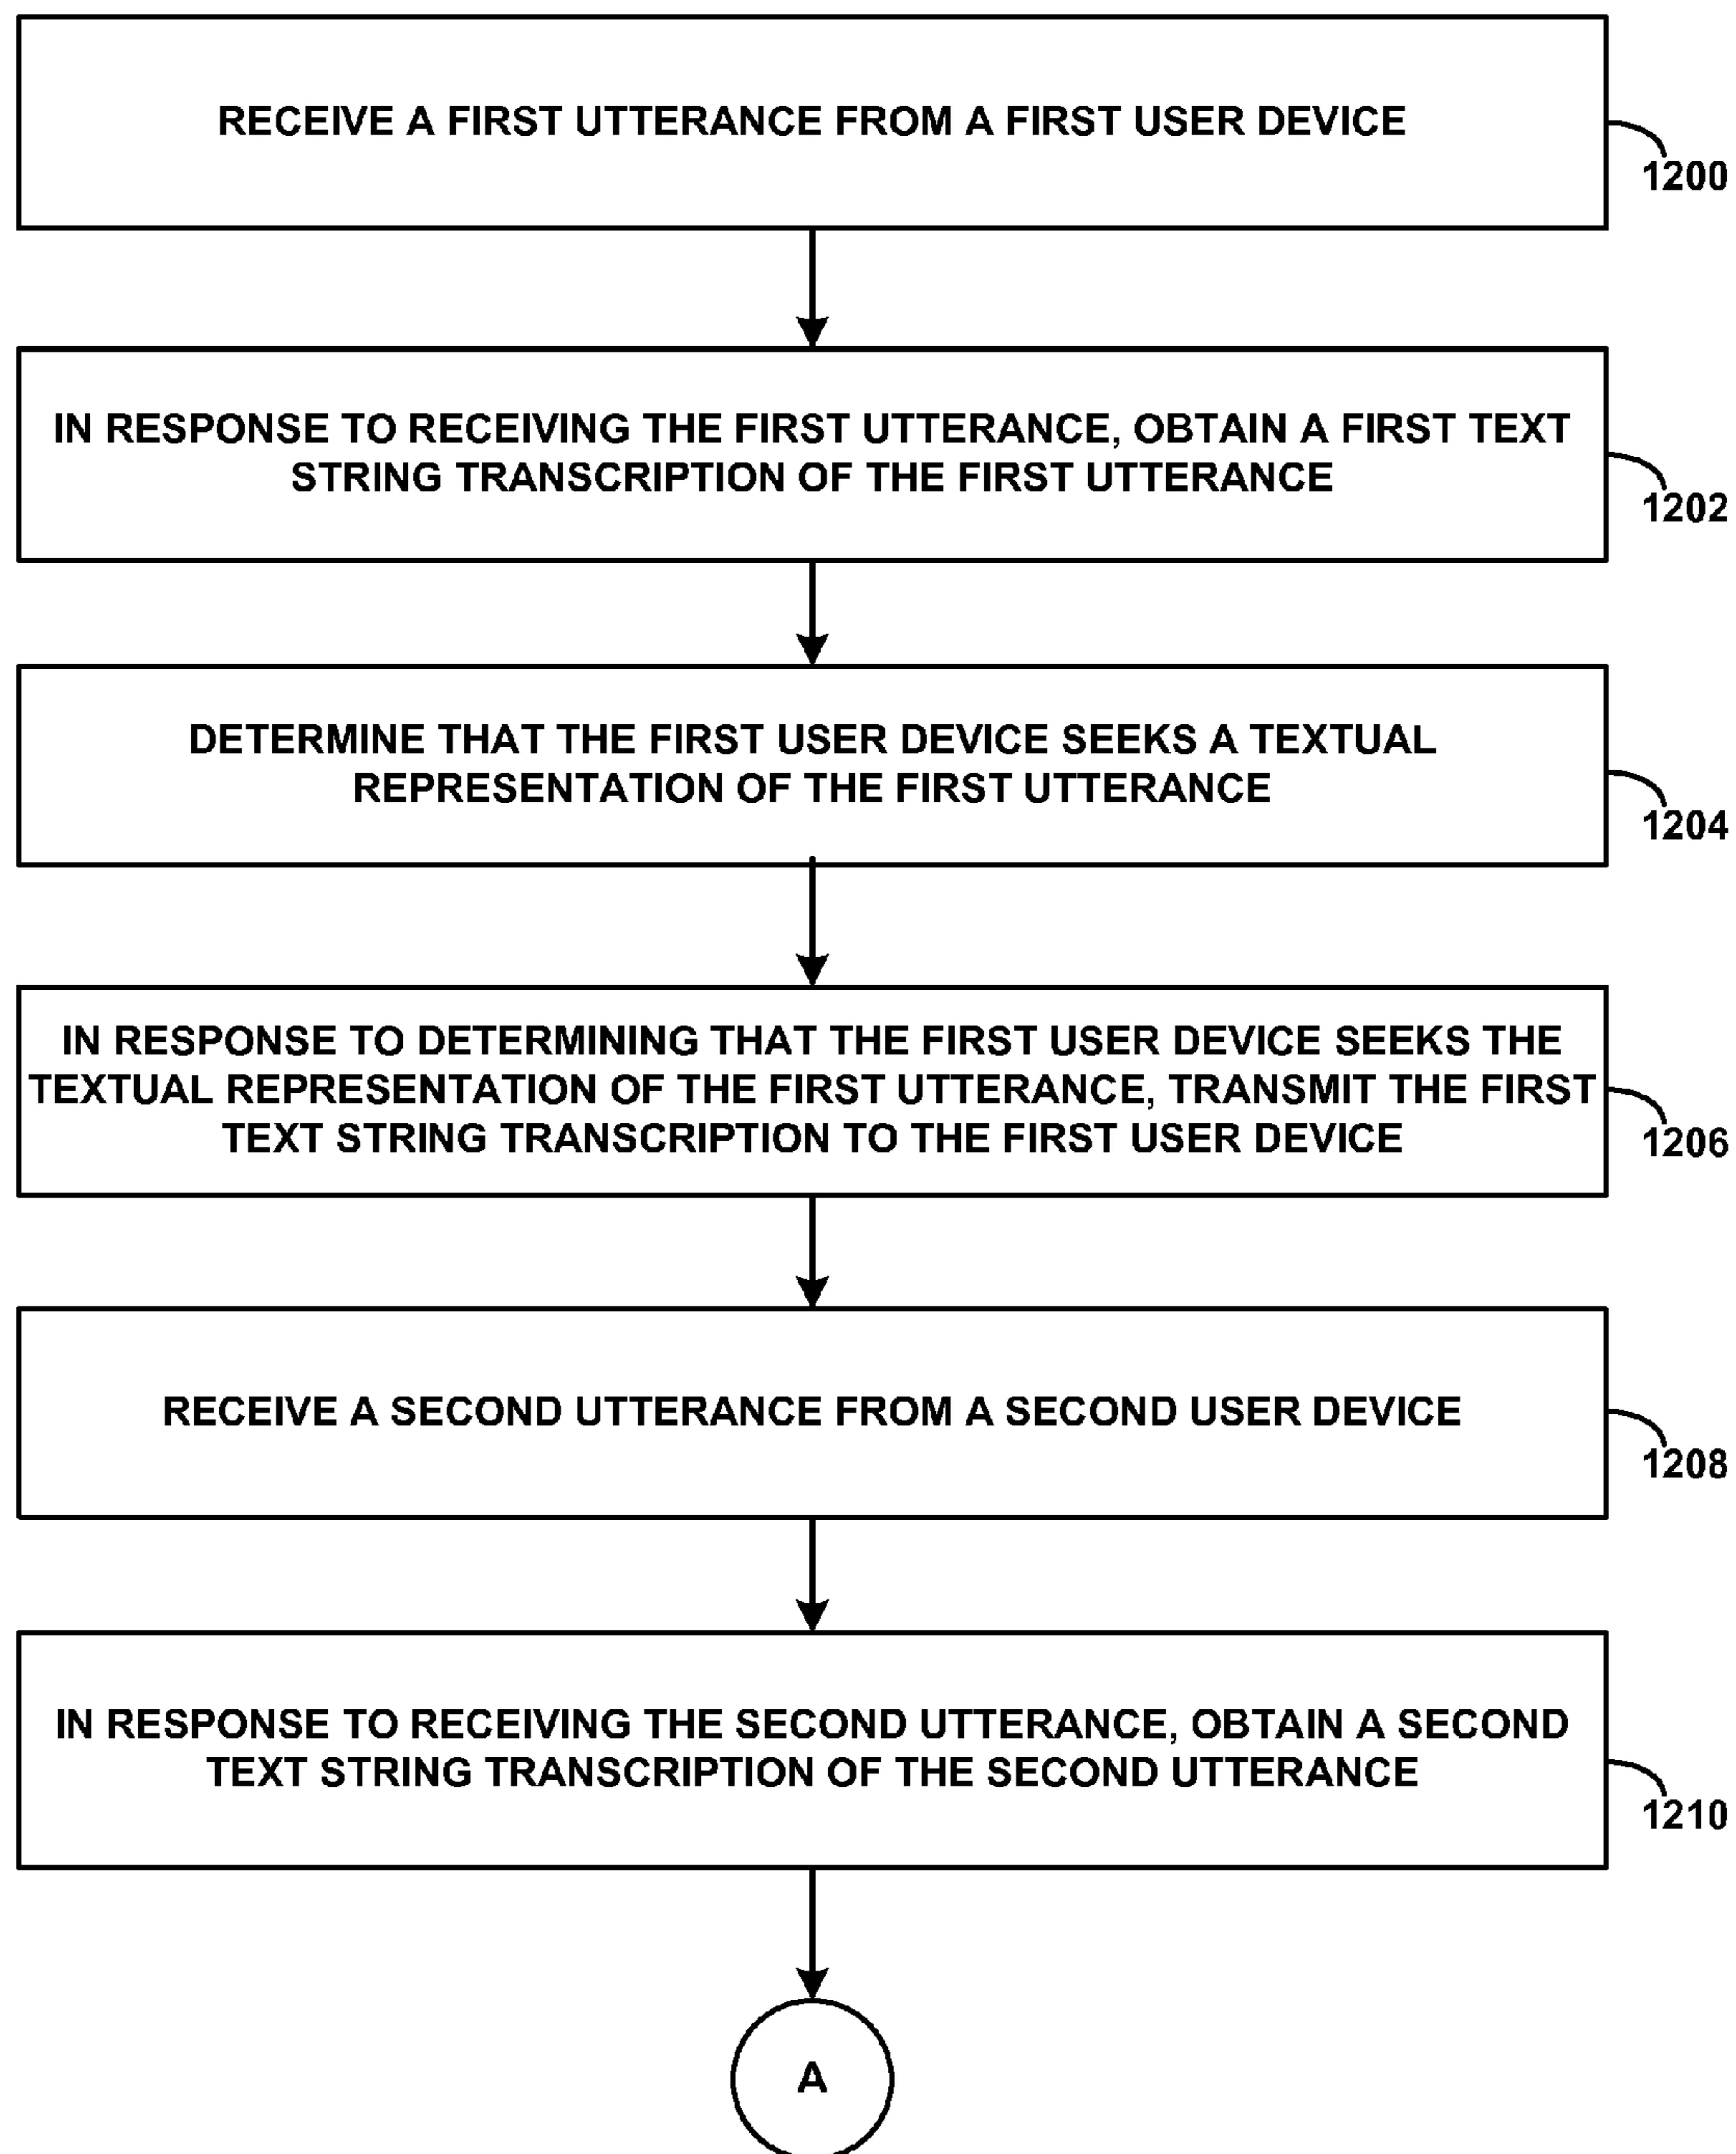 RECEIVE A FIRST UTTERANCE FROM A FIRST USER DEVICE
1200
IN RESPONSE TO RECEIVING THE FIRST UTTERANCE, OBTAIN A FIRST TEXT
STRING TRANSCRIPTION OF THE FIRST UTTERANCE
1202
DETERMINE THAT THE FIRST USER DEVICE SEEKS A TEXTUAL
REPRESENTATION OF THE FIRST UTTERANCE
1204
IN RESPONSE TO DETERMINING THAT THE FIRST USER DEVICE SEEKS THE
TEXTUAL REPRESENTATION OF THE FIRST UTTERANCE, TRANSMIT THE FIRST
TEXT STRING TRANSCRIPTION TO THE FIRST USER DEVICE
1206
RECEIVE A SECOND UTTERANCE FROM A SECOND USER DEVICE
1208
IN RESPONSE TO RECEIVING THE SECOND UTTERANCE, OBTAIN A SECOND
TEXT STRING TRANSCRIPTION OF THE SECOND UTTERANCE
1210
A